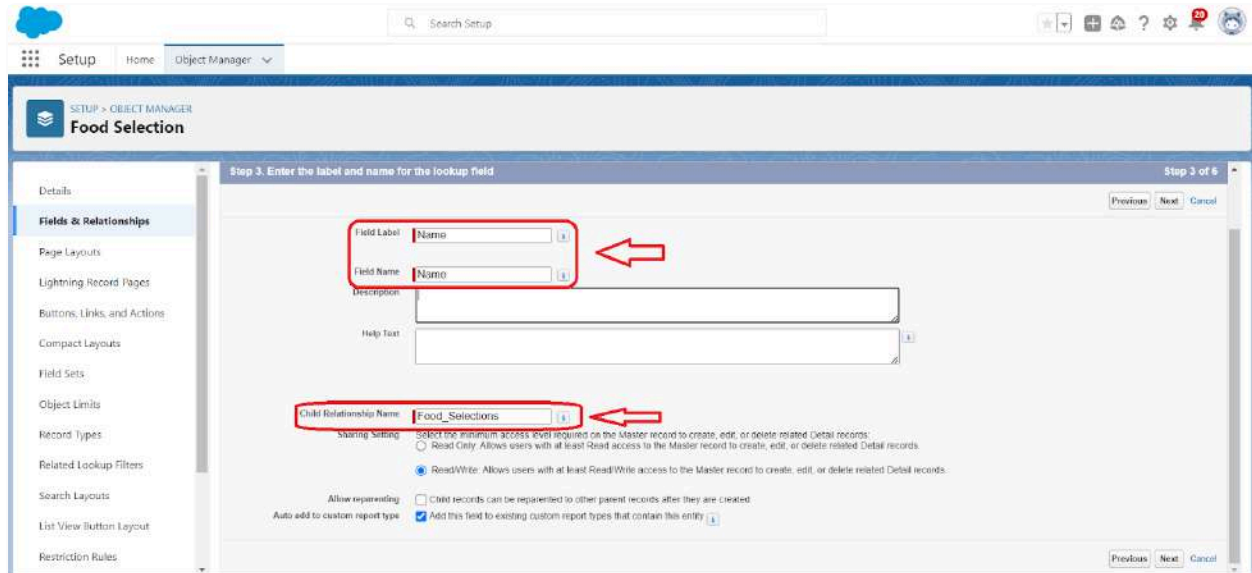 Search Setup
20
Setup Home Object Manager
SETUP > OBJECT MANAGER
Food Selection
Step 3. Enter the label and name for the lookup field Step 3 of 6
Previous Next Cancel
Details
Fields & Relationships
Page Layouts
Lightning Record Pages
Buttons, Links, and Actions
Compact Layouts
Field Sets
Object Limits
Record Types
Related Lookup Filters
Search Layouts
List View Button Layout
Restriction Rules
Field Label Name
Field Name Name
Description
Help Text
Child Relationship Name Food_Selections
Sharing Setting Select the minimum access level required on the Master record to create, edit, or delete related Detail records:
Read Only: Allows users with at least Read access to the Master record to create, edit, or delete related Detail records.
Read/Write: Allows users with at least Read/Write access to the Master record to create, edit, or delete related Detail records.
Allow reparenting Child records can be reparented to other parent records after they are created
Auto add to custom report type Add this field to existing custom report types that contain this entity
Previous Next Cancel